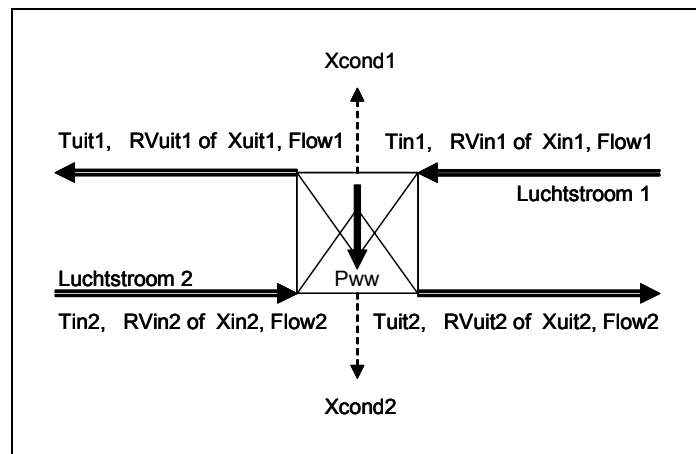 Xcond1
Tuit1, RVuit1 of Xuit1, Flow1
Tin1, RVin1 of Xin1, Flow1
Luchtstroom 1
Pww
Luchtstroom 2
Tin2, RVin2 of Xin2, Flow2
Tuit2, RVuit2 of Xuit2, Flow2
Xcond2